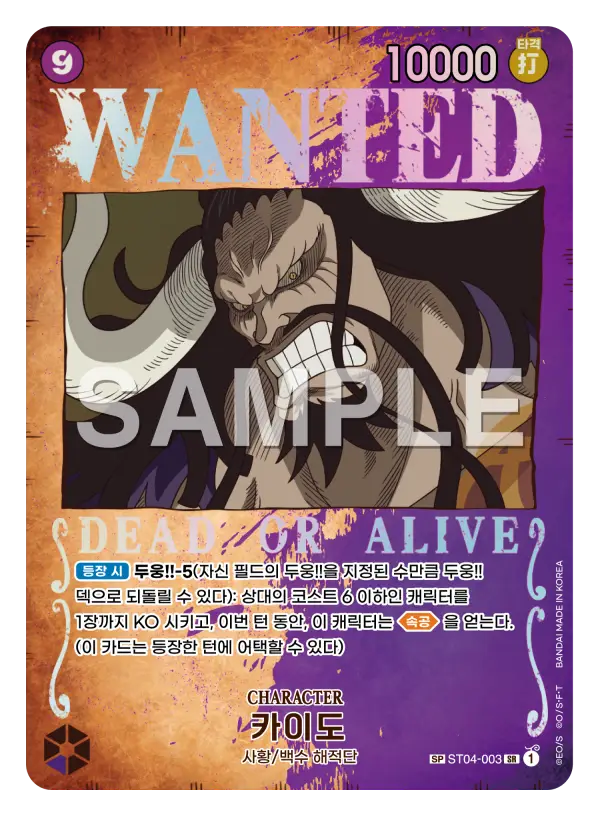 9
10000
타격
打
WANTED
SAMPLE
DEAD OR ALIVE
등장 시 두웅!!-5(자신 필드의 두웅!!을 지정된 수만큼 두웅!!
덱으로 되돌릴 수 있다): 상대의 코스트 6 이하인 캐릭터를
1장까지 KO 시키고, 이번 턴 동안, 이 캐릭터는 속공 을 얻는다.
(이 카드는 등장한 턴에 어택할 수 있다)
CHARACTER
카이도
사황/백수 해적단
SP ST04-003 SR 1
©EO/S ©O/S·F·T BANDAI MADE IN KOREA